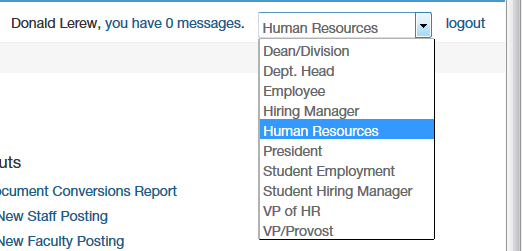 Donald Lerew, you have 0 messages. Human Resources logout
Dean/Division
Dept. Head
Employee
Hiring Manager
Human Resources
President
Student Employment
Student Hiring Manager
VP of HR
VP/Provost
uts
ocument Conversions Report
New Staff Posting
New Faculty Posting